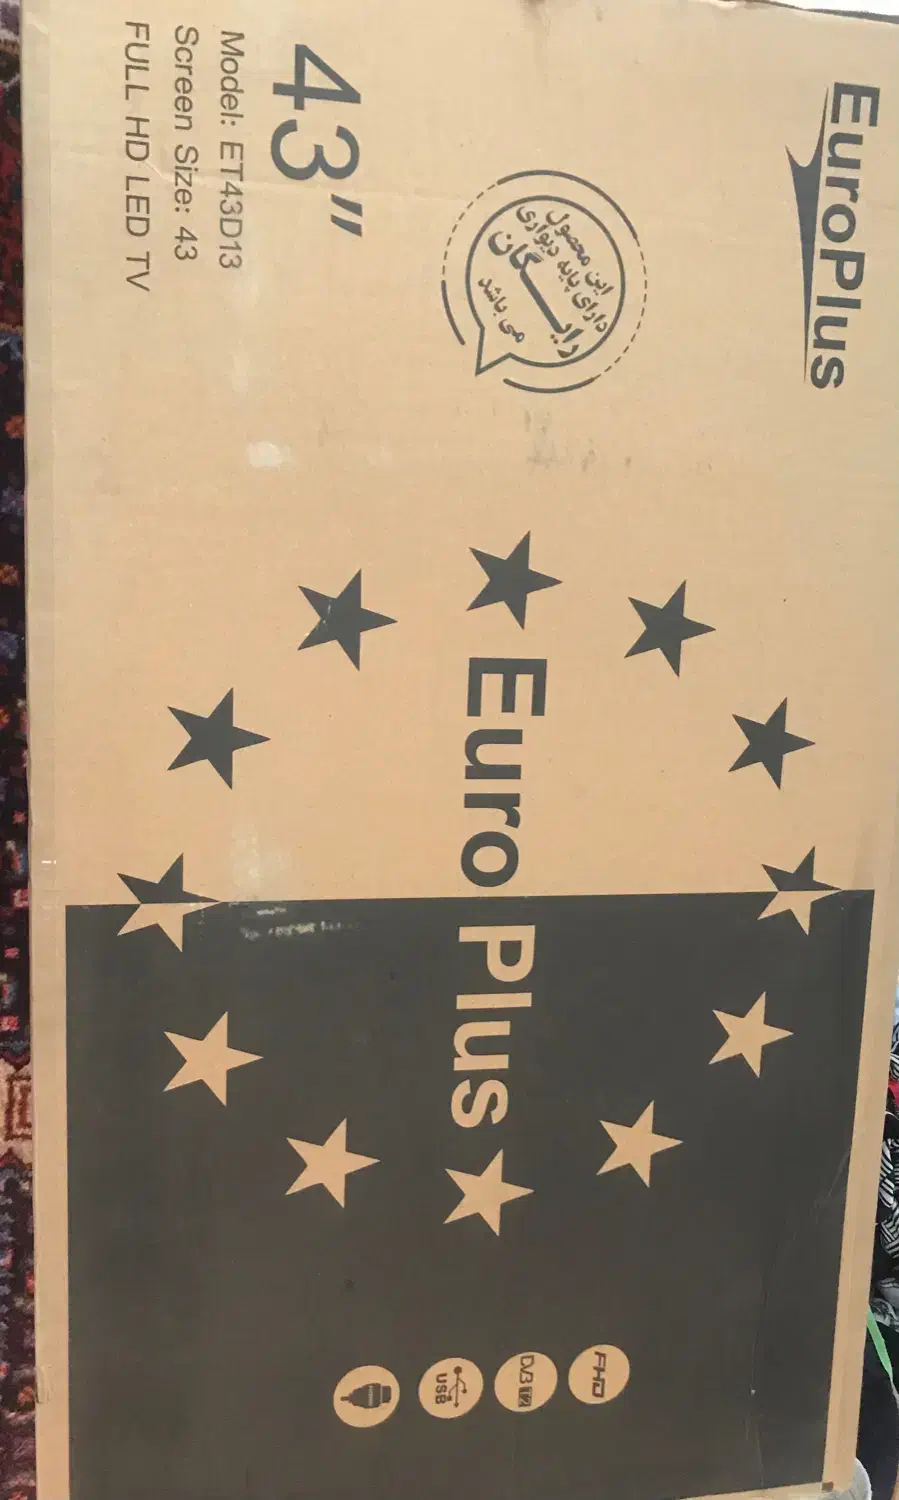 EuroPlus
این محصول
دارای پایه دیواری
رایگان
می باشد
43"
Model: ET43D13
Screen Size: 43
FULL HD LED TV
Euro Plus
FHD
DVB T2
USB